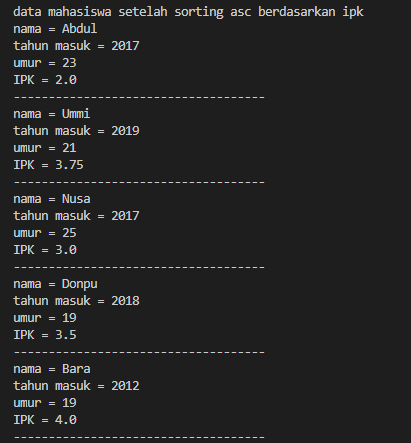 data mahasiswa setelah sorting asc berdasarkan ipk
nama = Abdul
tahun masuk = 2017
umur = 23
IPK = 2.0
------------------------------------
nama = Ummi
tahun masuk = 2019
umur = 21
IPK = 3.75
------------------------------------
nama = Nusa
tahun masuk = 2017
umur = 25
IPK = 3.0
------------------------------------
nama = Donpu
tahun masuk = 2018
umur = 19
IPK = 3.5
------------------------------------
nama = Bara
tahun masuk = 2012
umur = 19
IPK = 4.0
------------------------------------